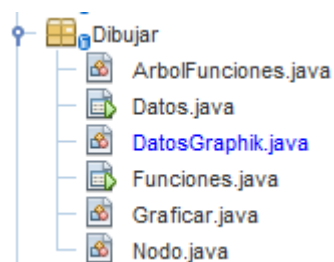 Dibujar
ArbolFunciones.java
Datos.java
DatosGraphik.java
Funciones.java
Graficar.java
Nodo.java